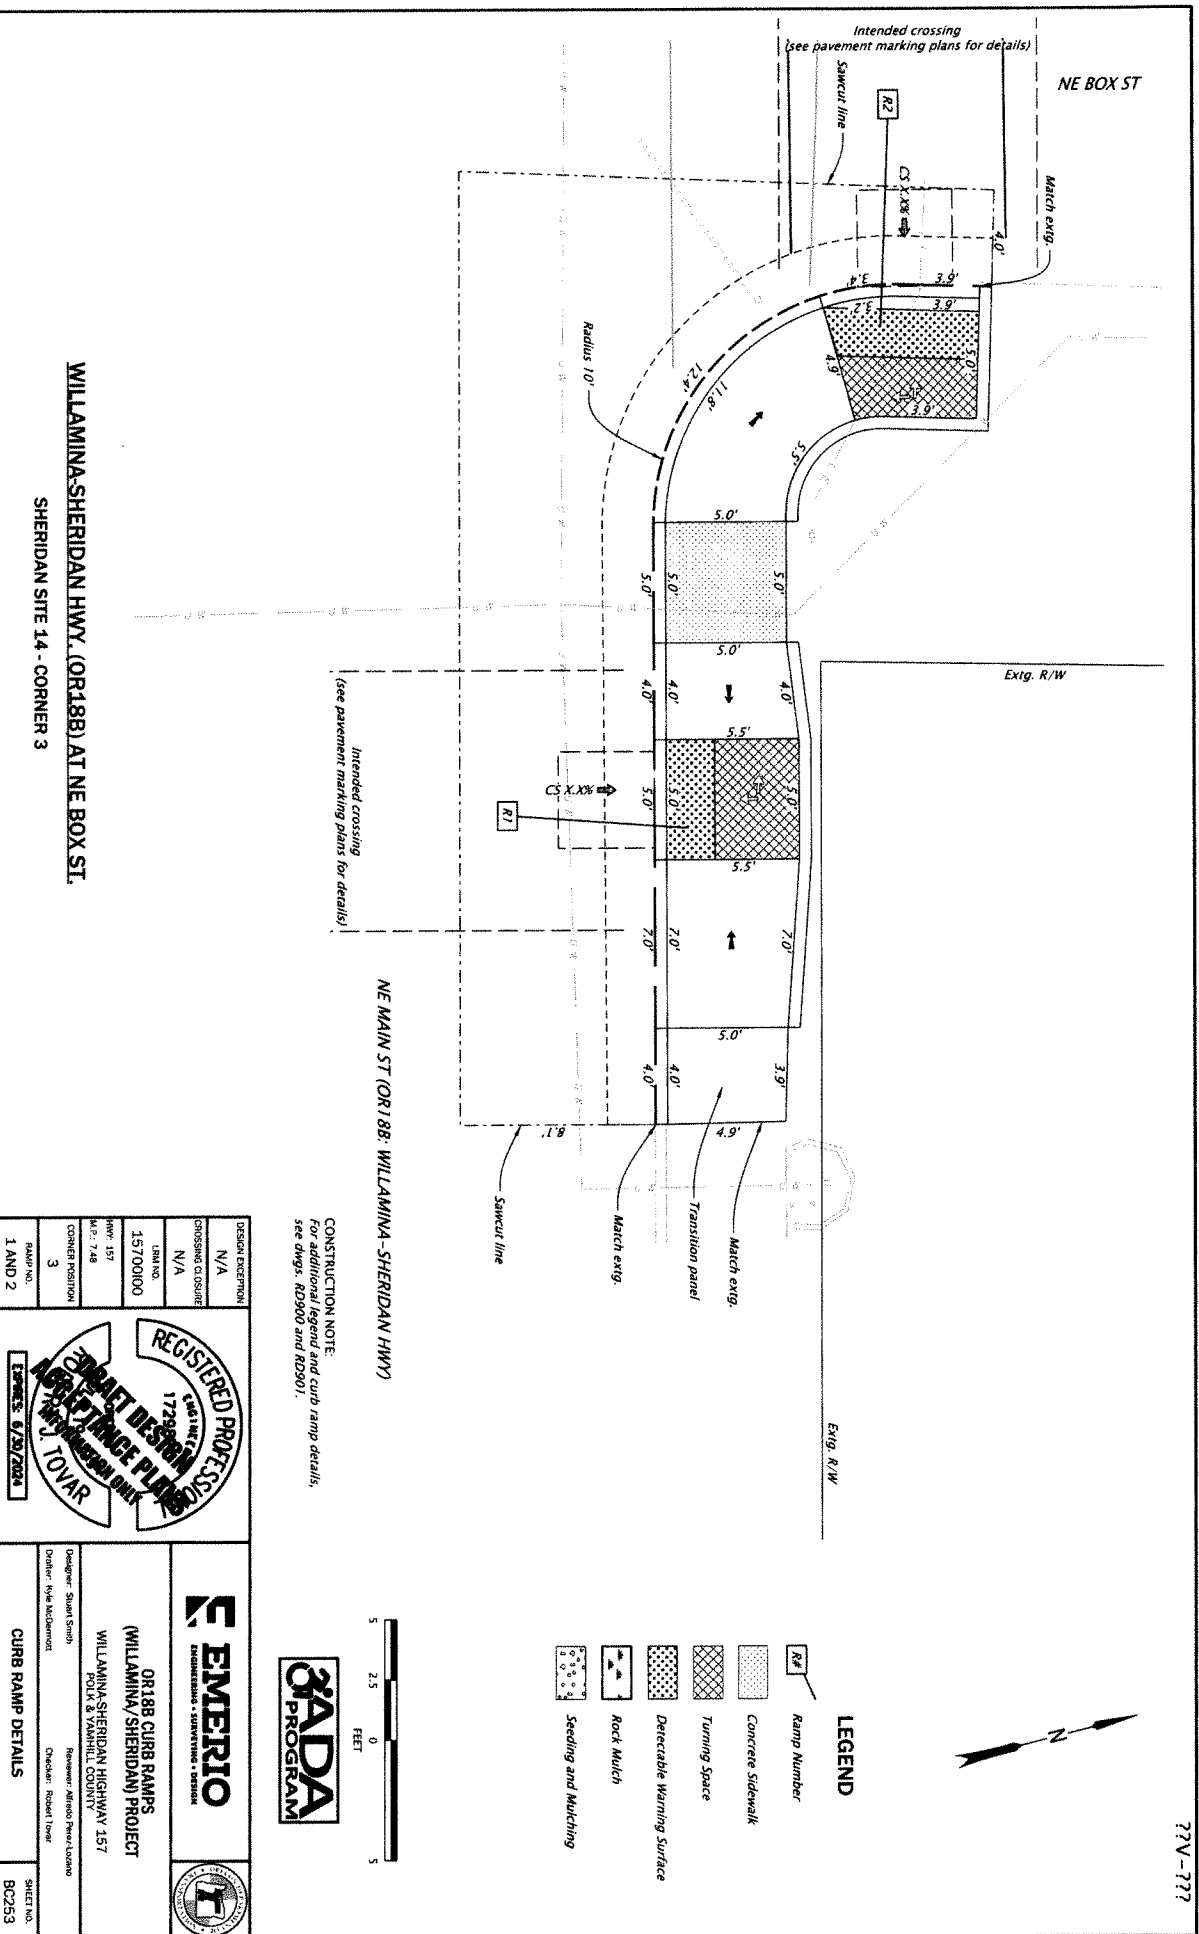 ??V-???
NE BOX ST
Intended crossing
(see pavement marking plans for details)
Sawcut line
R2
CS X.X%
Match extg.
4.0'
3.4'
3.6'
3.2'
3.9'
5.0'
4.9'
3.9'
Radius 10'
12.4'
11.8'
5.5'
5.0'
5.0'
5.0'
5.0'
5.0'
4.0'
4.0'
4.0'
5.5'
CS X.X%
5.0'
5.0'
5.0'
R1
5.5'
7.0'
7.0'
7.0'
5.0'
4.0'
4.0'
3.9'
8.1'
4.9'
Intended crossing
(see pavement marking plans for details)
Extg. R/W
Extg. R/W
NE MAIN ST (OR18B: WILLAMINA-SHERIDAN HWY)
Sawcut line
Match extg.
Transition panel
Match extg.
LEGEND
R#
Ramp Number
Concrete Sidewalk
Turning Space
Detectable Warning Surface
Rock Mulch
Seeding and Mulching
N
CONSTRUCTION NOTE:
For additional legend and curb ramp details,
see dwgs. RD900 and RD901.
5 2.5 0 5
FEET
ADA
PROGRAM
WILLAMINA-SHERIDAN HWY. (OR18B) AT NE BOX ST.
SHERIDAN SITE 14 - CORNER 3
DESIGN EXCEPTION
N/A
CROSSING CLOSURE
N/A
LRM NO.
15700I00
HWY: 157
M.P.: 7.48
CORNER POSITION
3
RAMP NO.
1 AND 2
REGISTERED PROFESSIONAL
ENGINEER
DRAFT DESIGN
ACCEPTANCE PLANS
INFORMATION ONLY
J. TOVAR
EXPIRES: 6/30/2024
EMERIO
ENGINEERING • SURVEYING • DESIGN
OR18B CURB RAMPS
(WILLAMINA/SHERIDAN) PROJECT
WILLAMINA-SHERIDAN HIGHWAY 157
POLK & YAMHILL COUNTY
Designer: Stuart Smith
Reviewer: Alfredo Perez-Lozano
Drafter: Kyle McDermott
Checker: Robert Tovar
CURB RAMP DETAILS
SHEET NO.
BC253